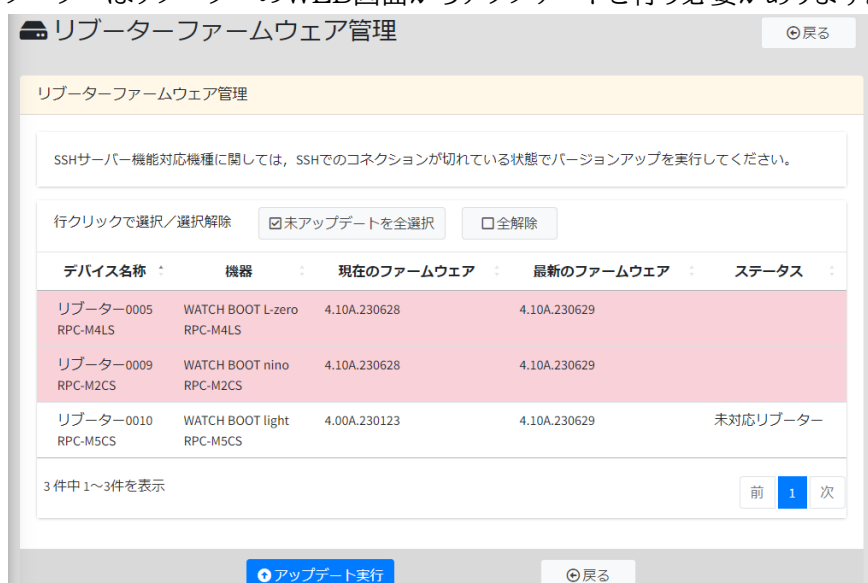 リブーターファームウェア管理
戻る
リブーターファームウェア管理
SSHサーバー機能対応機種に関しては，SSHでのコネクションが切れている状態でバージョンアップを実行してください。
行クリックで選択／選択解除 未アップデートを全選択 全解除
デバイス名称 機器 現在のファームウェア 最新のファームウェア ステータス
リブーター0005 WATCH BOOT L-zero 4.10A.230628 4.10A.230629
RPC-M4LS RPC-M4LS
リブーター0009 WATCH BOOT nino 4.10A.230628 4.10A.230629
RPC-M2CS RPC-M2CS
リブーター0010 WATCH BOOT light 4.00A.230123 4.10A.230629 未対応リブーター
RPC-M5CS RPC-M5CS
3 件中 1〜3件を表示
前 1 次
アップデート実行 戻る